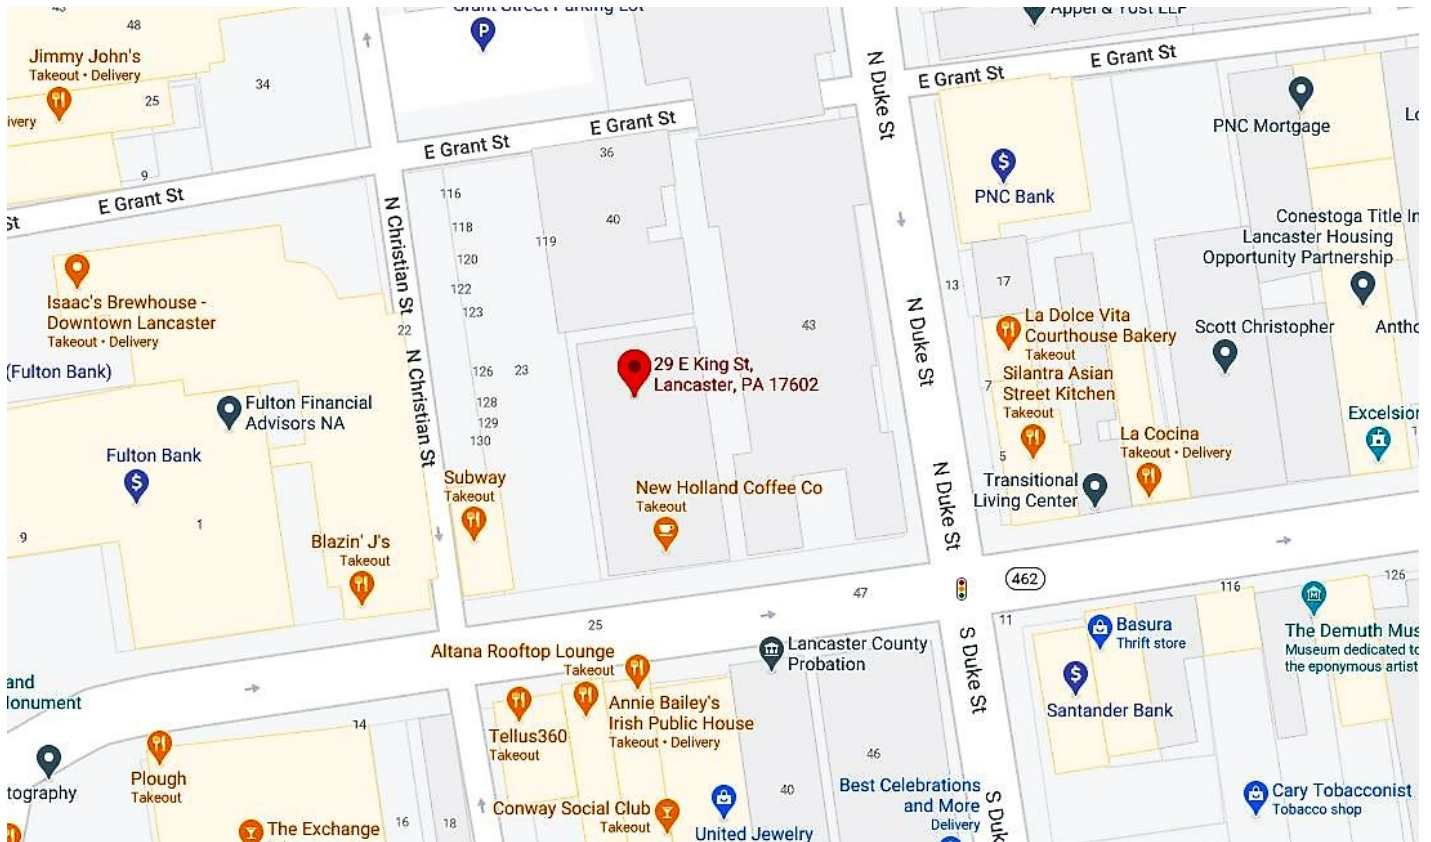 Grant Street Parking Lot
Appel & Yost LLP
48
Jimmy John's
Takeout • Delivery
25
34
ivery
9
E Grant St
E Grant St
E Grant St
E Grant St
E Grant St
St
N Duke St
PNC Mortgage
PNC Bank
36
40
119
116
118
120
122
123
N Christian St
Isaac's Brewhouse -
Downtown Lancaster
Takeout • Delivery
22
(Fulton Bank)
Conestoga Title In
Lancaster Housing
Opportunity Partnership
13
17
43
N Duke St
La Dolce Vita
Courthouse Bakery
Takeout
Scott Christopher
Antho
29 E King St,
Lancaster, PA 17602
126
23
128
129
130
N Christian St
7
Silantra Asian
Street Kitchen
Takeout
Fulton Financial
Advisors NA
Excelsior
Fulton Bank
1
9
5
La Cocina
Takeout • Delivery
Subway
Takeout
New Holland Coffee Co
Takeout
Transitional
Living Center
N Duke St
Blazin' J's
Takeout
462
47
25
11
116
126
Basura
Thrift store
The Demuth Mus
Museum dedicated to
the eponymous artist
Lancaster County
Probation
Altana Rooftop Lounge
Takeout
S Duke St
Annie Bailey's
Irish Public House
Takeout • Delivery
Tellus360
Takeout
Santander Bank
and
onument
14
Plough
Takeout
tography
46
40
Best Celebrations
and More
Delivery
Cary Tobacconist
Tobacco shop
Conway Social Club
Takeout
United Jewelry
The Exchange
16
18
S Duk